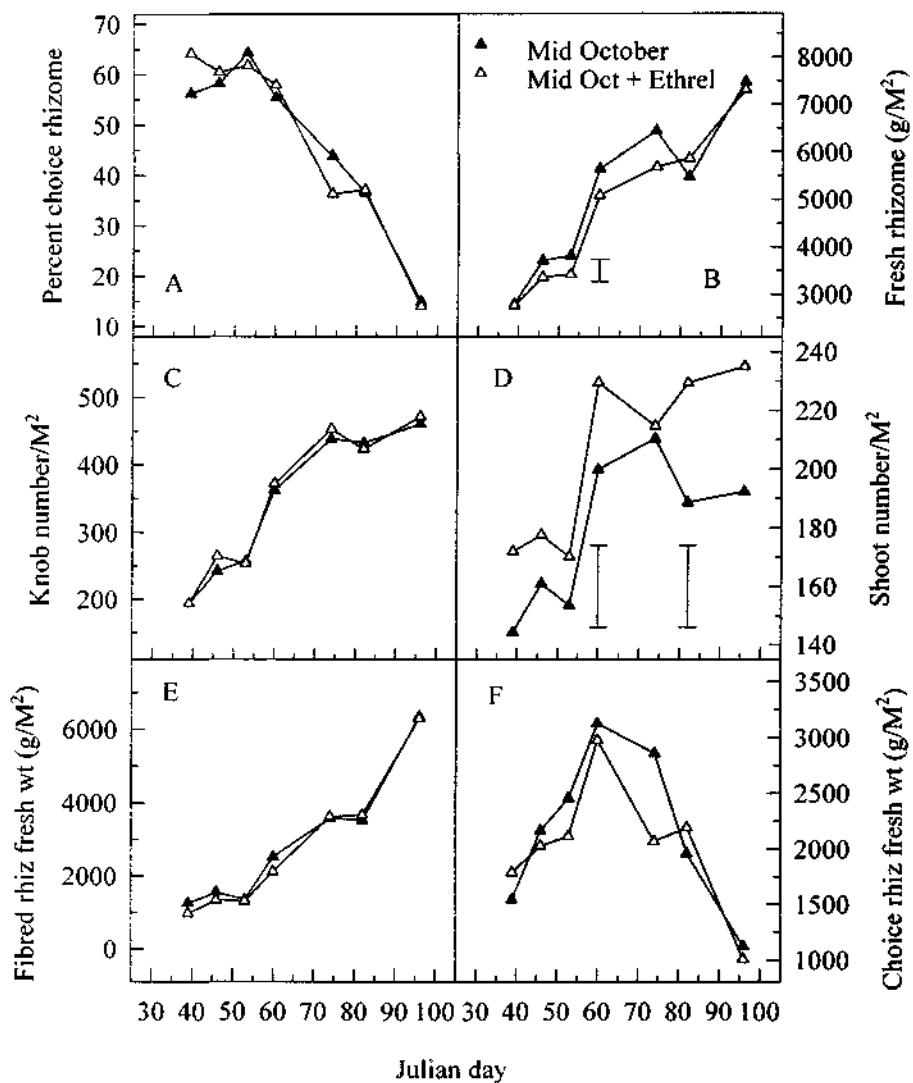 70
60
50
40
30
20
10
Percent choice rhizome
A
Mid October
Mid Oct + Ethrel
B
8000
7000
6000
5000
4000
3000
Fresh rhizome (g/M²)
C
500
400
300
200
Knob number/M²
D
240
220
200
180
160
140
Shoot number/M²
E
6000
4000
2000
0
Fibred rhiz fresh wt (g/M²)
F
3500
3000
2500
2000
1500
1000
Choice rhiz fresh wt (g/M²)
30 40 50 60 70 80 90 100
30 40 50 60 70 80 90 100
Julian day